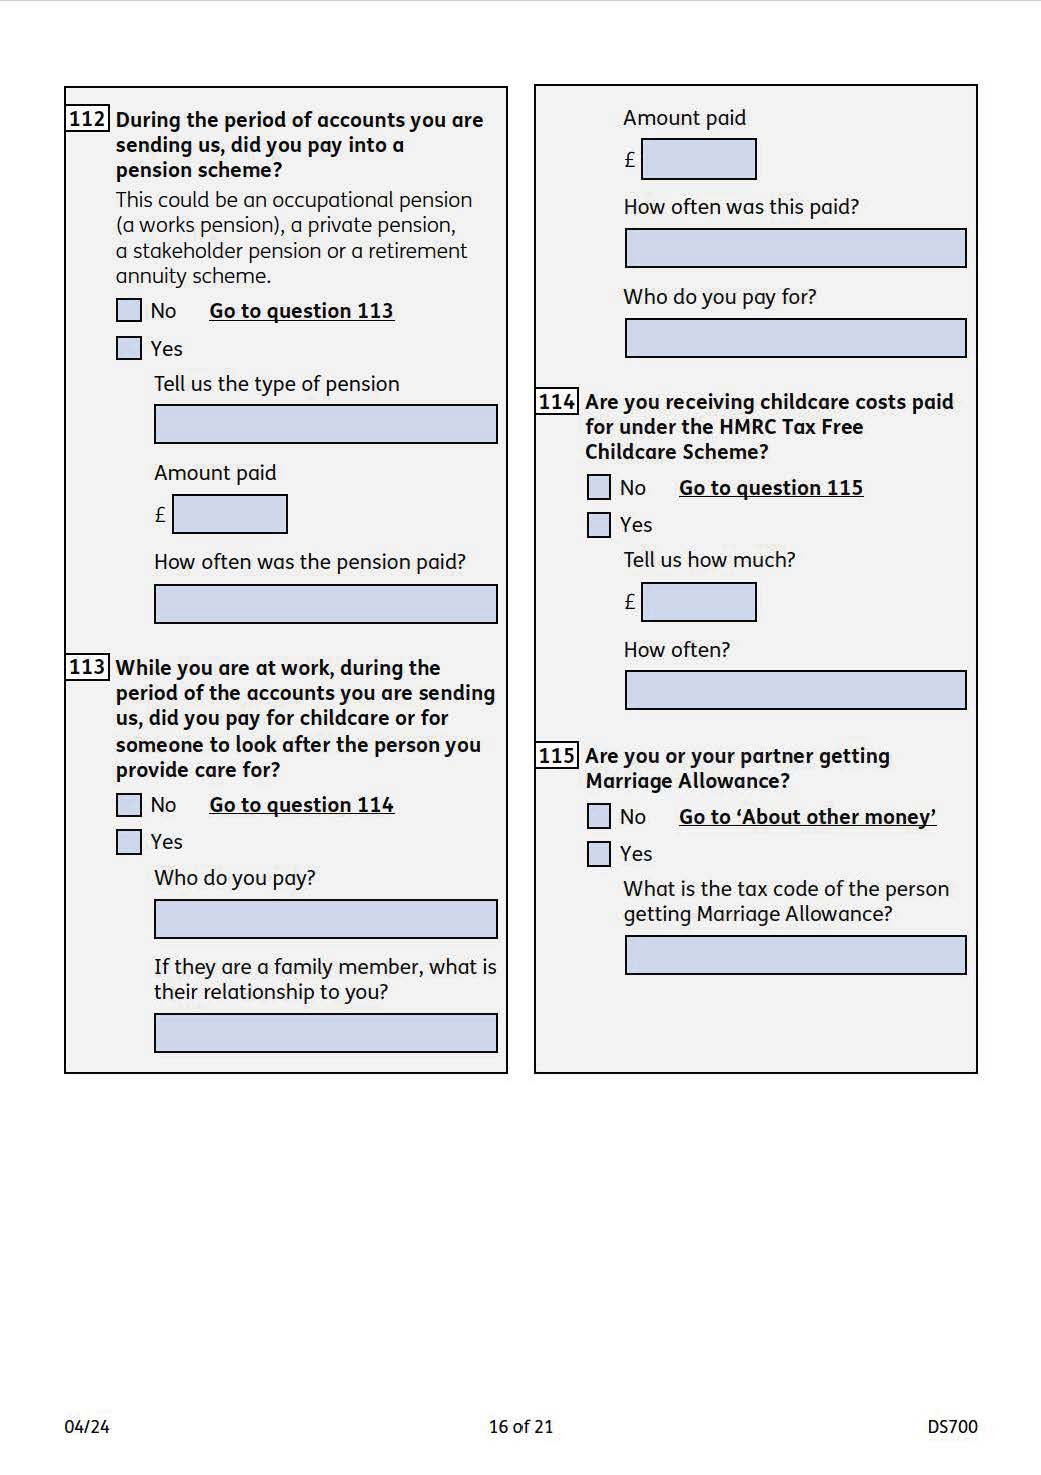 112 During the period of accounts you are
sending us, did you pay into a
pension scheme?
This could be an occupational pension
(a works pension), a private pension,
a stakeholder pension or a retirement
annuity scheme.
No Go to question 113
Yes
Tell us the type of pension
Amount paid
£
How often was the pension paid?
113 While you are at work, during the
period of the accounts you are sending
us, did you pay for childcare or for
someone to look after the person you
provide care for?
No Go to question 114
Yes
Who do you pay?
If they are a family member, what is
their relationship to you?
Amount paid
£
How often was this paid?
Who do you pay for?
114 Are you receiving childcare costs paid
for under the HMRC Tax Free
Childcare Scheme?
No Go to question 115
Yes
Tell us how much?
£
How often?
115 Are you or your partner getting
Marriage Allowance?
No Go to ‘About other money’
Yes
What is the tax code of the person
getting Marriage Allowance?
04/24 16 of 21 DS700